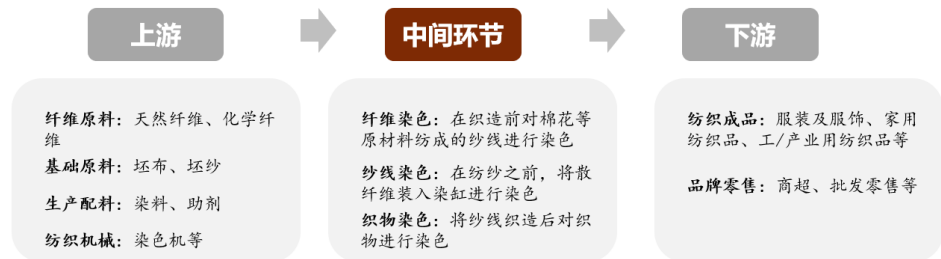 上游
中间环节
下游
纤维原料：天然纤维、化学纤
维
基础原料：坯布、坯纱
生产配料：染料、助剂
纺织机械：染色机等
纤维染色：在织造前对棉花等
原材料纺成的纱线进行染色
纱线染色：在纺纱之前，将散
纤维装入染缸进行染色
织物染色：将纱线织造后对织
物进行染色
纺织成品：服装及服饰、家用
纺织品、工/产业用纺织品等
品牌零售：商超、批发零售等